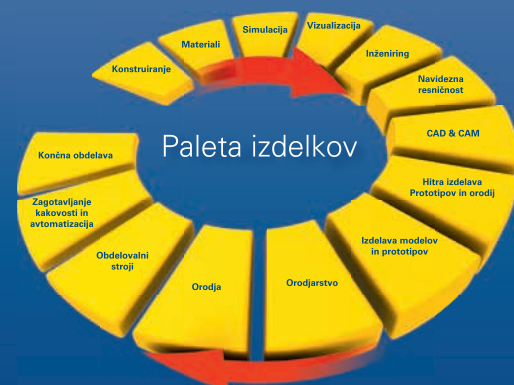 Konstruiranje
Materiali
Simulacija
Vizualizacija
Inženiring
Navidezna
resničnost
CAD & CAM
Hitra izdelava
Prototipov in orodij
Izdelava modelov
in prototipov
Orodjarstvo
Orodja
Obdelovalni
stroji
Zagotavljanje
kakovosti in
avtomatizacija
Končna obdelava
Paleta izdelkov